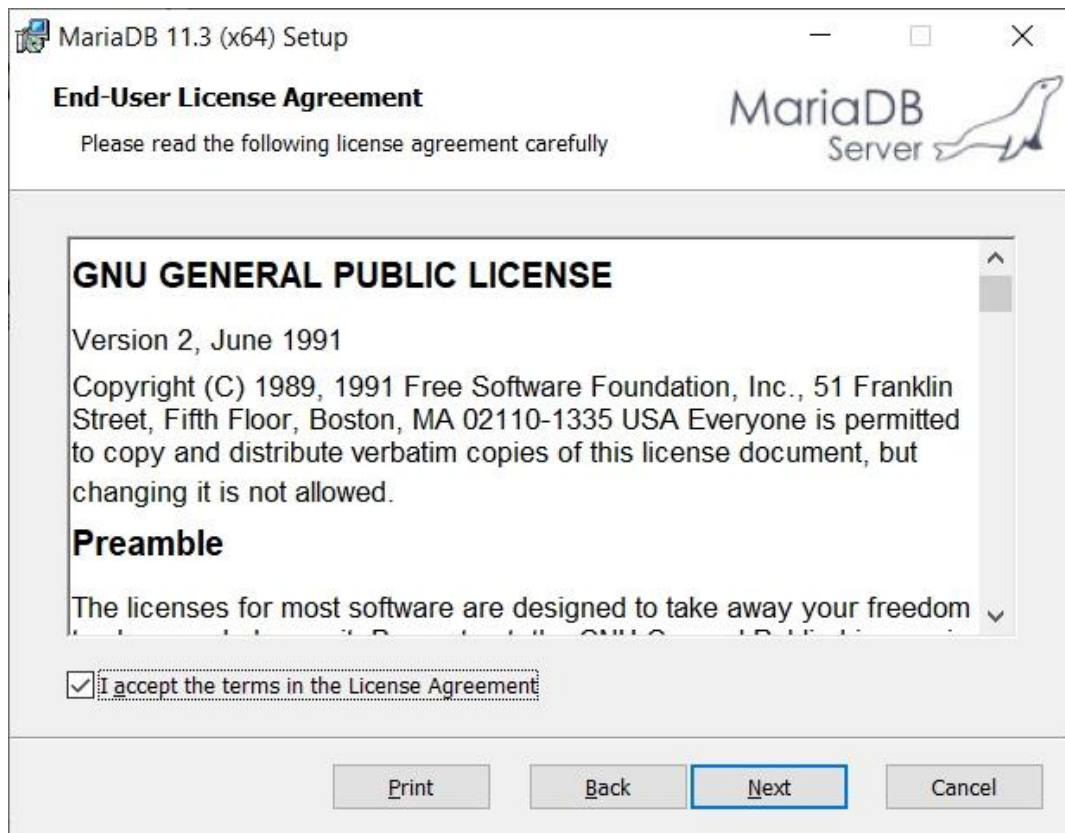 MariaDB 11.3 (x64) Setup
End-User License Agreement
Please read the following license agreement carefully
MariaDB
Server
GNU GENERAL PUBLIC LICENSE
Version 2, June 1991
Copyright (C) 1989, 1991 Free Software Foundation, Inc., 51 Franklin
Street, Fifth Floor, Boston, MA 02110-1335 USA Everyone is permitted
to copy and distribute verbatim copies of this license document, but
changing it is not allowed.
Preamble
The licenses for most software are designed to take away your freedom
I accept the terms in the License Agreement
Print
Back
Next
Cancel